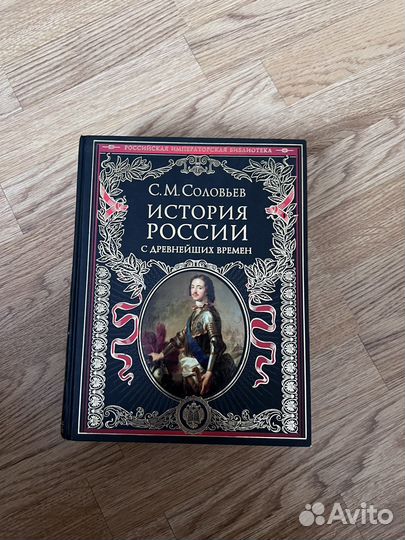 РОССИЙСКАЯ ИМПЕРАТОРСКАЯ БИБЛИОТЕКА
С. М. СОЛОВЬЕВ
ИСТОРИЯ
РОССИИ
С ДРЕВНЕЙШИХ ВРЕМЕН
Avito